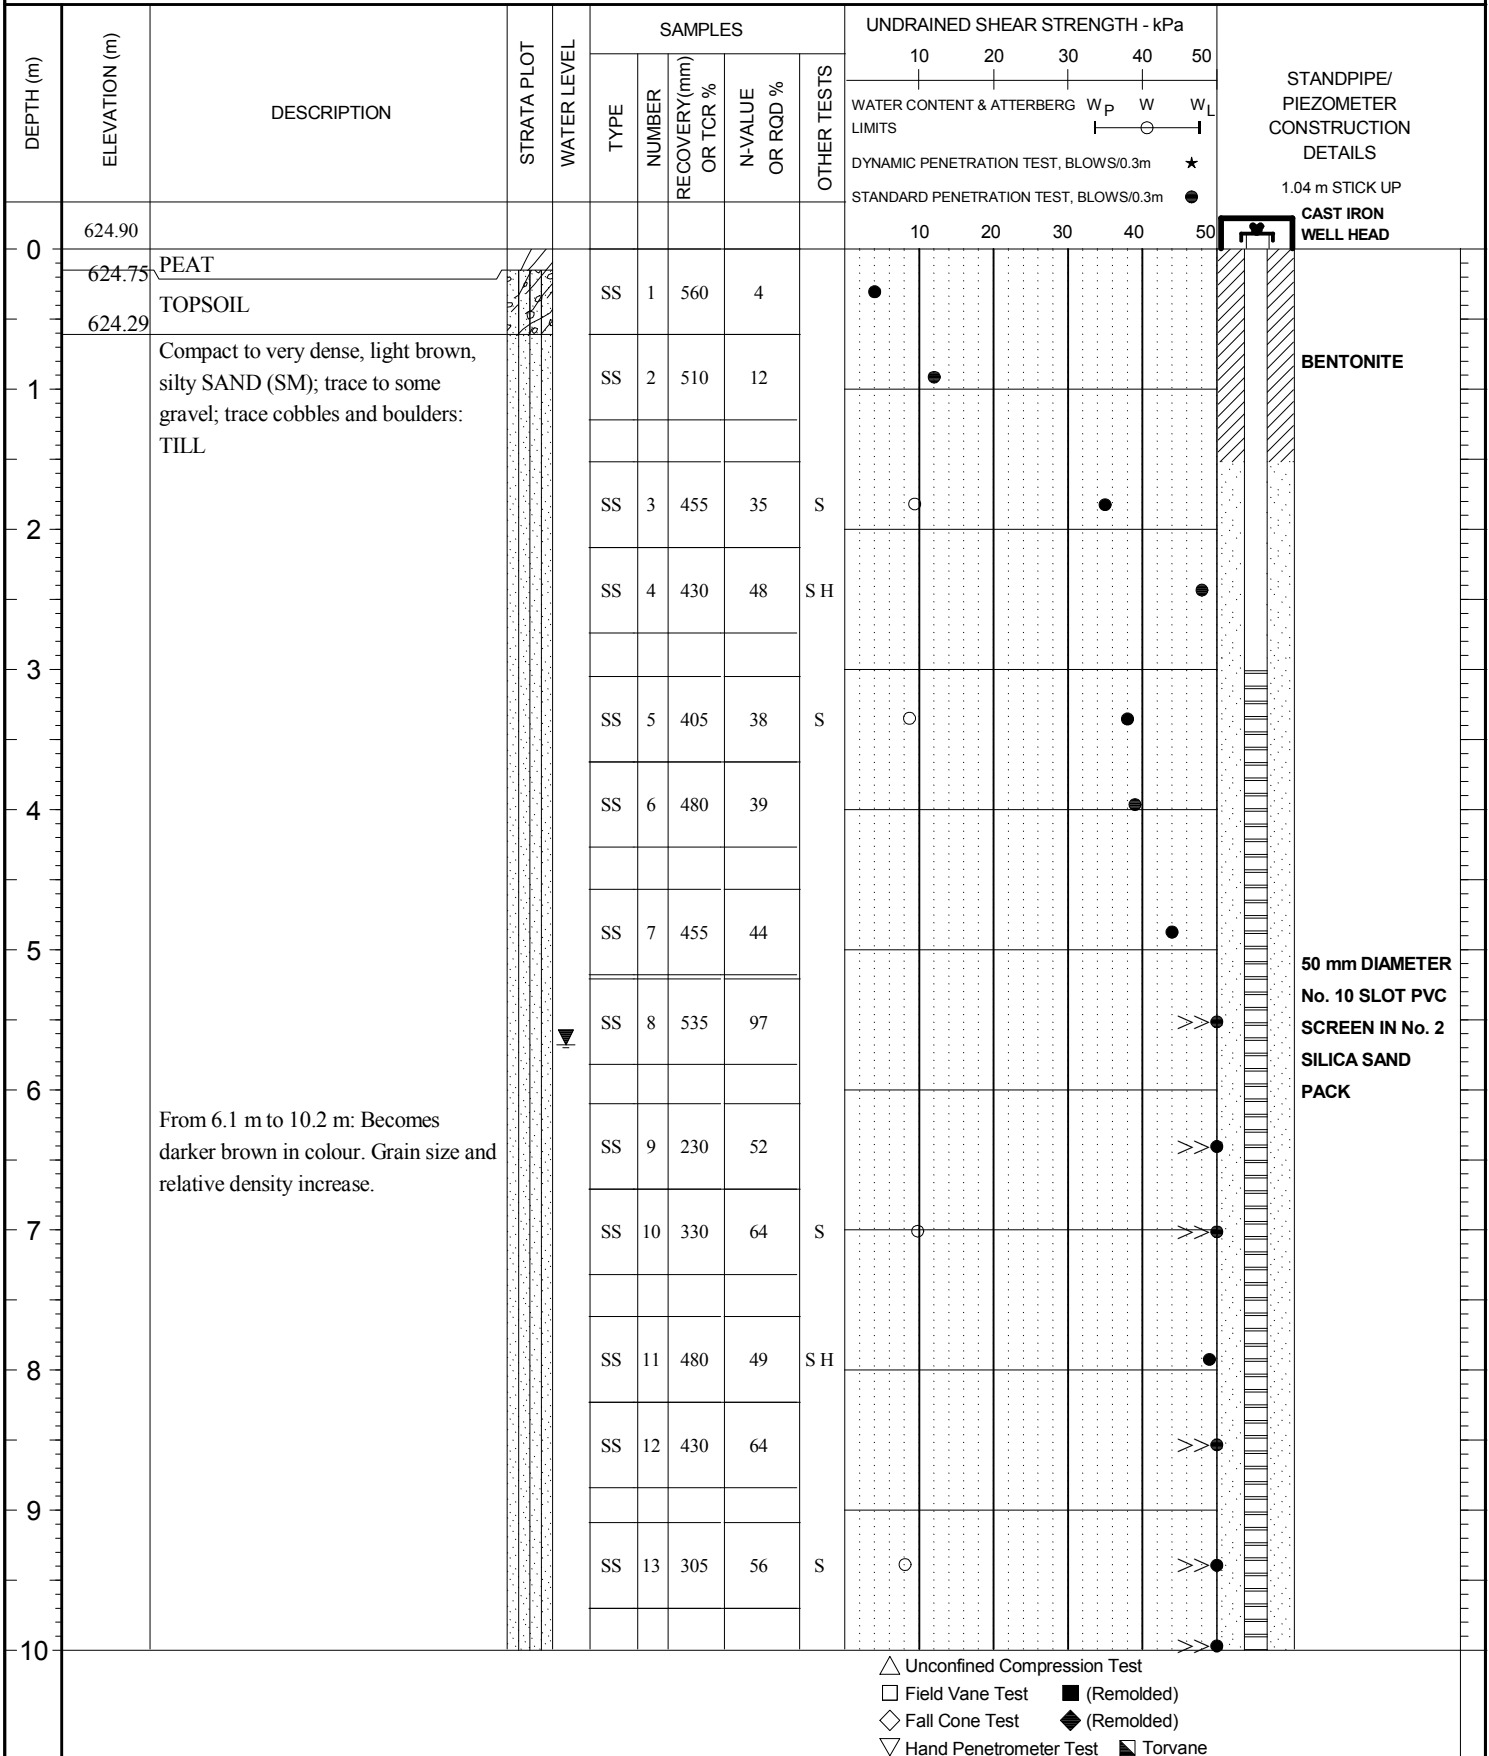 DEPTH (m)
ELEVATION (m)
DESCRIPTION
STRATA PLOT
WATER LEVEL
SAMPLES
TYPE
NUMBER
RECOVERY(mm)
OR TCR %
N-VALUE
OR RQD %
OTHER TESTS
UNDRAINED SHEAR STRENGTH - kPa
10 20 30 40 50
WATER CONTENT & ATTERBERG WP W WL
LIMITS
DYNAMIC PENETRATION TEST, BLOWS/0.3m ★
STANDARD PENETRATION TEST, BLOWS/0.3m ●
10 20 30 40 50
STANDPIPE/
PIEZOMETER
CONSTRUCTION
DETAILS
1.04 m STICK UP
CAST IRON
WELL HEAD
624.90
0
624.75 PEAT
SS 1 560 4
TOPSOIL
624.29
Compact to very dense, light brown,
silty SAND (SM); trace to some
gravel; trace cobbles and boulders:
TILL
BENTONITE
SS 2 510 12
1
SS 3 455 35 S
2
SS 4 430 48 S H
3
SS 5 405 38 S
SS 6 480 39
4
SS 7 455 44
5
50 mm DIAMETER
No. 10 SLOT PVC
SCREEN IN No. 2
SILICA SAND
PACK
SS 8 535 97 >>
6
From 6.1 m to 10.2 m: Becomes
darker brown in colour. Grain size and
relative density increase.
SS 9 230 52 >>
SS 10 330 64 S >>
7
SS 11 480 49 S H
8
SS 12 430 64 >>
9
SS 13 305 56 S >>
10 >>
△ Unconfined Compression Test
□ Field Vane Test ■ (Remolded)
◇ Fall Cone Test ◆ (Remolded)
▽ Hand Penetrometer Test ◣ Torvane